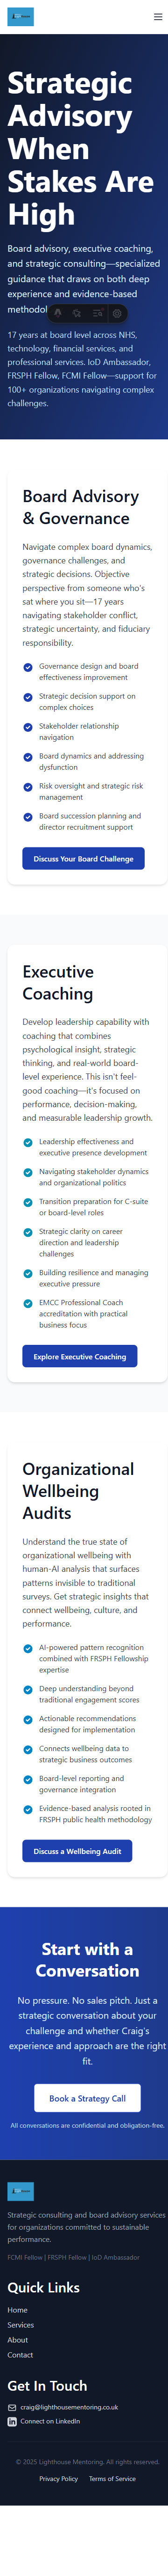 Strategic
Advisory
When
Stakes Are
High
Board advisory, executive coaching,
and strategic consulting—specialised
guidance that draws on both deep
experience and evidence-based
17 years at board level across NHS,
technology, financial services, and
professional services. IoD Ambassador,
FRSPH Fellow, FCMI Fellow—support for
100+ organizations navigating complex
challenges.
Board Advisory
& Governance
Navigate complex board dynamics,
governance challenges, and
strategic decisions. Objective
perspective from someone who's
sat where you sit—17 years
navigating stakeholder conflict,
strategic uncertainty, and fiduciary
responsibility.
Governance design and board
effectiveness improvement
Strategic decision support on
complex choices
Stakeholder relationship
navigation
Board dynamics and addressing
dysfunction
Risk oversight and strategic risk
management
Board succession planning and
director recruitment support
Discuss Your Board Challenge
Executive
Coaching
Develop leadership capability with
coaching that combines
psychological insight, strategic
thinking, and real-world board-
level experience. This isn't feel-
good coaching—it's focused on
performance, decision-making,
and measurable leadership growth.
Leadership effectiveness and
executive presence development
Navigating stakeholder dynamics
and organizational politics
Transition preparation for C-suite
or board-level roles
Strategic clarity on career
direction and leadership
challenges
Building resilience and managing
executive pressure
EMCC Professional Coach
accreditation with practical
business focus
Explore Executive Coaching
Organizational
Wellbeing
Audits
Understand the true state of
organizational wellbeing with
human-AI analysis that surfaces
patterns invisible to traditional
surveys. Get strategic insights that
connect wellbeing, culture, and
performance.
AI-powered pattern recognition
combined with FRSPH Fellowship
expertise
Deep understanding beyond
traditional engagement scores
Actionable recommendations
designed for implementation
Connects wellbeing data to
strategic business outcomes
Board-level reporting and
governance integration
Evidence-based analysis rooted in
FRSPH public health methodology
Discuss a Wellbeing Audit
Start with a
Conversation
No pressure. No sales pitch. Just a
strategic conversation about your
challenge and whether Craig's
experience and approach are the right
fit.
Book a Strategy Call
All conversations are confidential and obligation-free.
Strategic consulting and board advisory services
for organizations committed to sustainable
performance.
FCMI Fellow | FRSPH Fellow | IoD Ambassador
Quick Links
Home
Services
About
Contact
Get In Touch
craig@lighthousementoring.co.uk
Connect on LinkedIn
© 2025 Lighthouse Mentoring. All rights reserved.
Privacy Policy Terms of Service